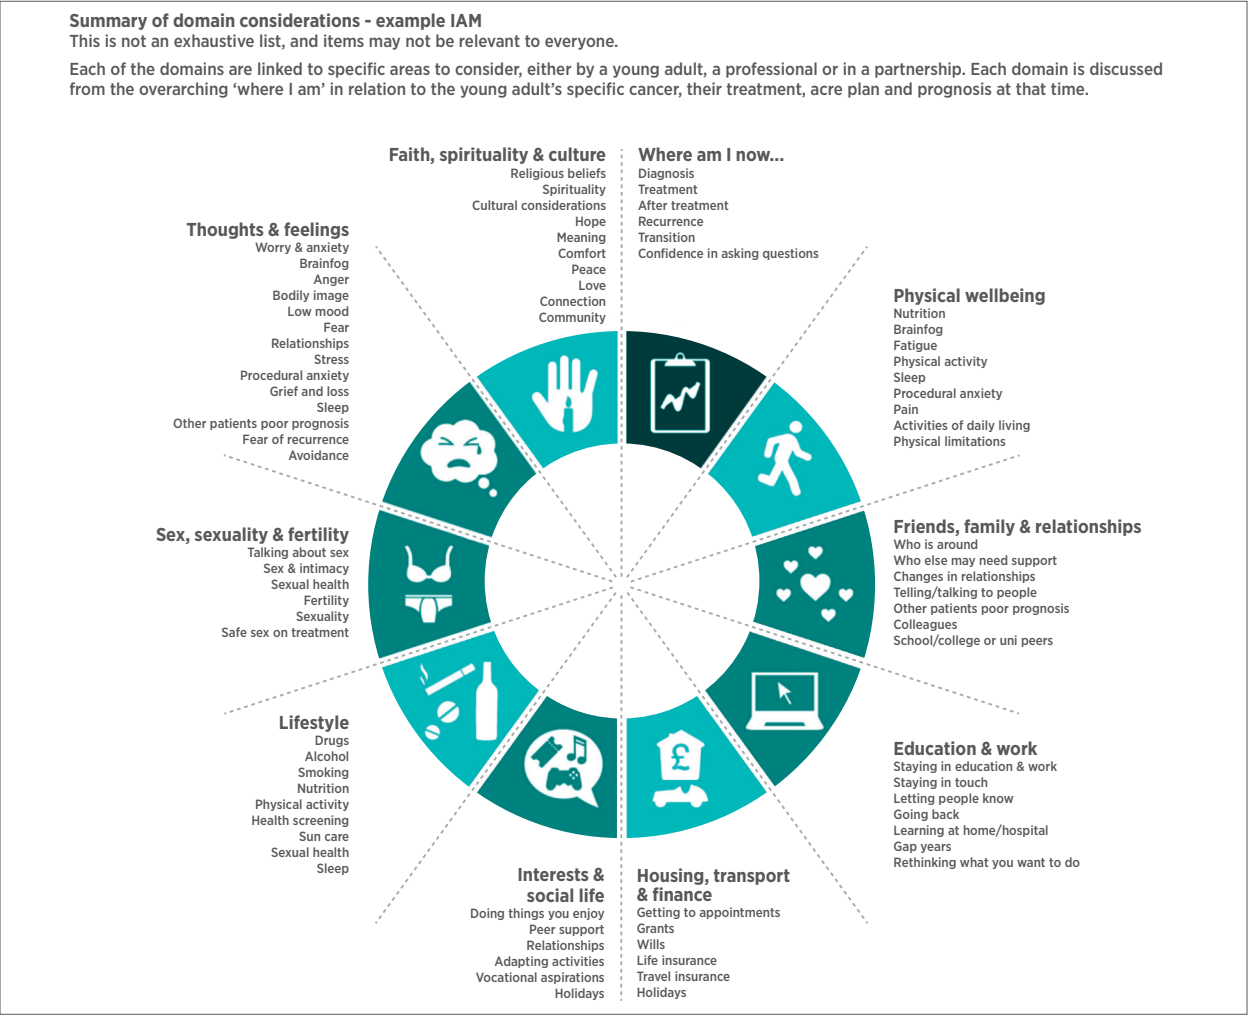 Summary of domain considerations - example IAM
This is not an exhaustive list, and items may not be relevant to everyone.
Each of the domains are linked to specific areas to consider, either by a young adult, a professional or in a partnership. Each domain is discussed
from the overarching ‘where I am’ in relation to the young adult’s specific cancer, their treatment, acre plan and prognosis at that time.
Where am I now...
Diagnosis
Treatment
After treatment
Recurrence
Transition
Confidence in asking questions
Physical wellbeing
Nutrition
Brainfog
Fatigue
Physical activity
Sleep
Procedural anxiety
Pain
Activities of daily living
Physical limitations
Friends, family & relationships
Who is around
Who else may need support
Changes in relationships
Telling/talking to people
Other patients poor prognosis
Colleagues
School/college or uni peers
Education & work
Staying in education & work
Staying in touch
Letting people know
Going back
Learning at home/hospital
Gap years
Rethinking what you want to do
Housing, transport
& finance
Getting to appointments
Grants
Wills
Life insurance
Travel insurance
Holidays
Interests &
social life
Doing things you enjoy
Peer support
Relationships
Adapting activities
Vocational aspirations
Holidays
Lifestyle
Drugs
Alcohol
Smoking
Nutrition
Physical activity
Health screening
Sun care
Sexual health
Sleep
Sex, sexuality & fertility
Talking about sex
Sex & intimacy
Sexual health
Fertility
Sexuality
Safe sex on treatment
Thoughts & feelings
Worry & anxiety
Brainfog
Anger
Bodily image
Low mood
Fear
Relationships
Stress
Procedural anxiety
Grief and loss
Sleep
Other patients poor prognosis
Fear of recurrence
Avoidance
Faith, spirituality & culture
Religious beliefs
Spirituality
Cultural considerations
Hope
Meaning
Comfort
Peace
Love
Connection
Community
£